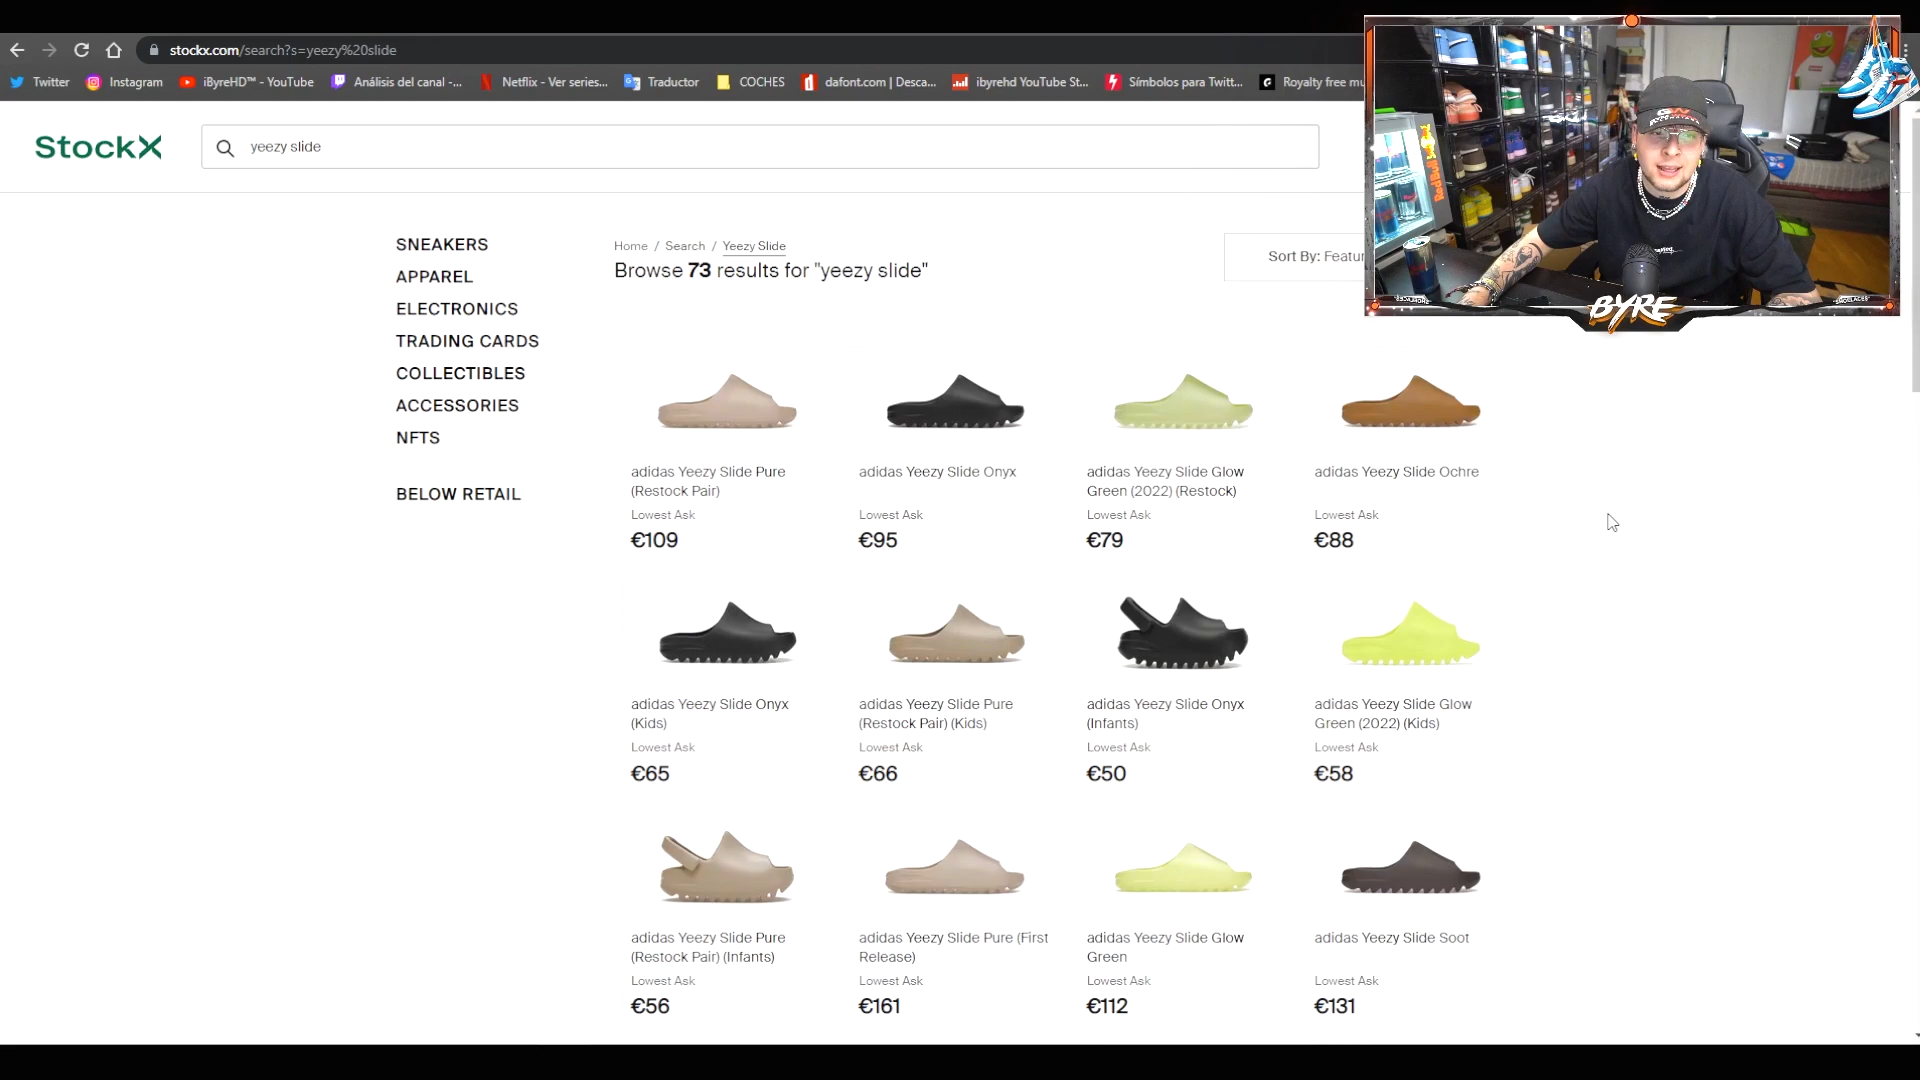 stockx.com/search?s=yeezy%20slide
Twitter
Instagram
iByreHD™ - YouTube
Análisis del canal -...
Netflix - Ver series...
Traductor
COCHES
dafont.com | Desca...
ibyrehd YouTube St...
Símbolos para Twitt...
Royalty free mu
StockX
yeezy slide
SNEAKERS
APPAREL
ELECTRONICS
TRADING CARDS
COLLECTIBLES
ACCESSORIES
NFTS
BELOW RETAIL
Home / Search / Yeezy Slide
Browse 73 results for "yeezy slide"
Sort By: Featur
RedBull
BYRE
adidas Yeezy Slide Pure
(Restock Pair)
Lowest Ask
€109
adidas Yeezy Slide Onyx
Lowest Ask
€95
adidas Yeezy Slide Glow
Green (2022) (Restock)
Lowest Ask
€79
adidas Yeezy Slide Ochre
Lowest Ask
€88
adidas Yeezy Slide Onyx
(Kids)
Lowest Ask
€65
adidas Yeezy Slide Pure
(Restock Pair) (Kids)
Lowest Ask
€66
adidas Yeezy Slide Onyx
(Infants)
Lowest Ask
€50
adidas Yeezy Slide Glow
Green (2022) (Kids)
Lowest Ask
€58
adidas Yeezy Slide Pure
(Restock Pair) (Infants)
Lowest Ask
€56
adidas Yeezy Slide Pure (First
Release)
Lowest Ask
€161
adidas Yeezy Slide Glow
Green
Lowest Ask
€112
adidas Yeezy Slide Soot
Lowest Ask
€131